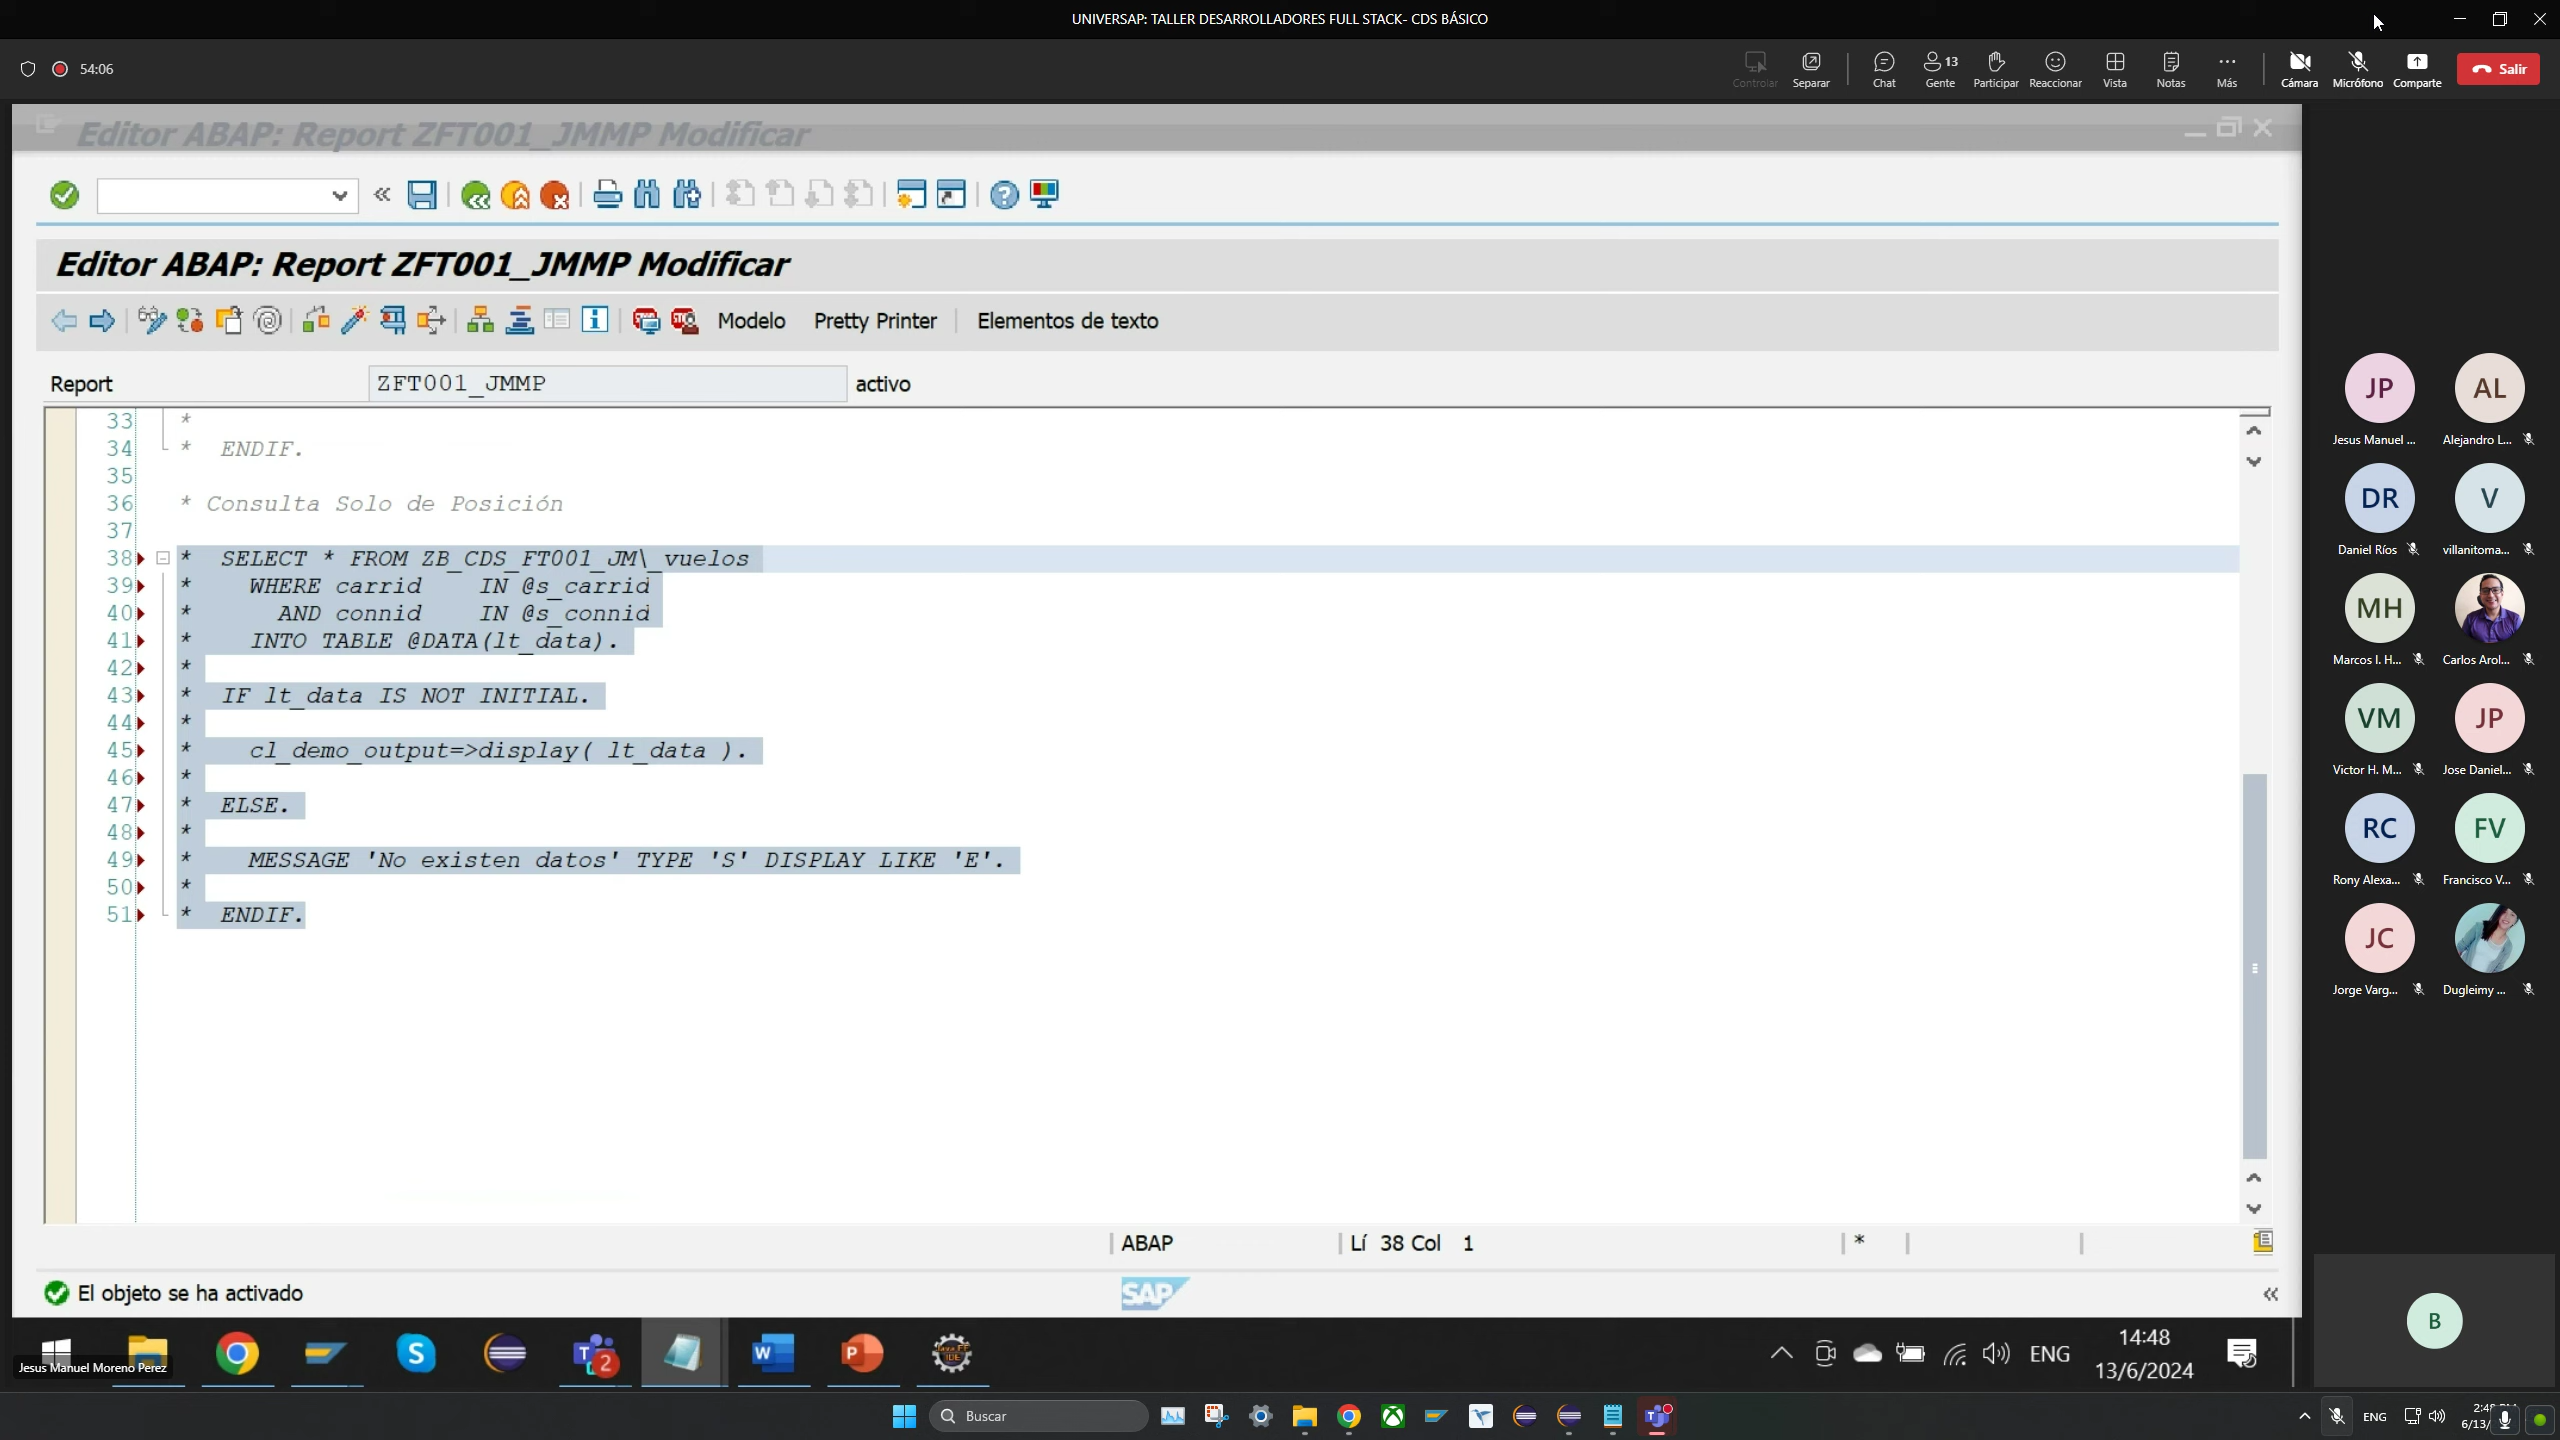 UNIVERSAP: TALLER DESARROLLADORES FULL STACK- CDS BÁSICO
54:06
Controlar
Separar
Chat
13
Gente
Participar
Reaccionar
Vista
Notas
Más
Cámara
Micrófono
Comparte
Salir
Editor ABAP: Report ZFT001_JMMP Modificar
Editor ABAP: Report ZFT001_JMMP Modificar
Modelo
Pretty Printer
Elementos de texto
Report
ZFT001_JMMP
activo
33 *
34 * ENDIF.
35
36 * Consulta Solo de Posición
37
38 * SELECT * FROM ZB_CDS_FT001_JM\_vuelos
39 * WHERE carrid IN @s_carrid
40 * AND connid IN @s_connid
41 * INTO TABLE @DATA(lt_data).
42 *
43 * IF lt_data IS NOT INITIAL.
44 *
45 * cl_demo_output=>display( lt_data ).
46 *
47 * ELSE.
48 *
49 * MESSAGE 'No existen datos' TYPE 'S' DISPLAY LIKE 'E'.
50 *
51 * ENDIF.
ABAP
Lí 38 Col 1
*
El objeto se ha activado
SAP
JP
Jesus Manuel ...
AL
Alejandro L...
DR
Daniel Ríos
V
villanitoma...
MH
Marcos I. H...
Carlos Arol...
VM
Victor H. M...
JP
Jose Daniel...
RC
Rony Alexa...
FV
Francisco V...
JC
Jorge Varg...
Dugleimy ...
B
Jesus Manuel Moreno Perez
2
ENG
14:48
13/6/2024
Buscar
ENG